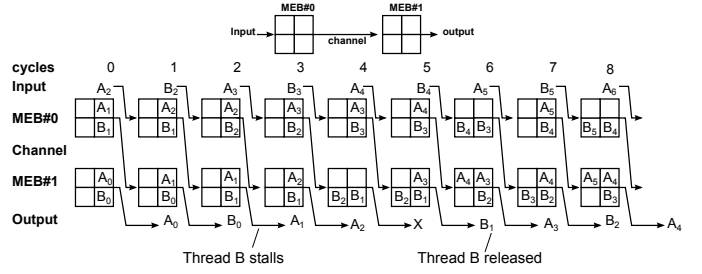 MEB#0 MEB#1
Input channel output
cycles 0 1 2 3 4 5 6 7 8
Input A2 B2 A3 B3 A4 B4 A5 B5 A6
A1 A2 A2 A3 A3 A4 A5
MEB#0 B1 B1 B2 B2 B3 B3 B4 B3 B4 B5 B4
Channel
MEB#1 A0 A1 A1 A2 A3 A4 A3 A4 A5 A4
B0 B0 B1 B1 B2 B1 B2 B1 B2 B3 B2 B3
Output A0 B0 A1 A2 X B1 A3 B2 A4
Thread B stalls Thread B released